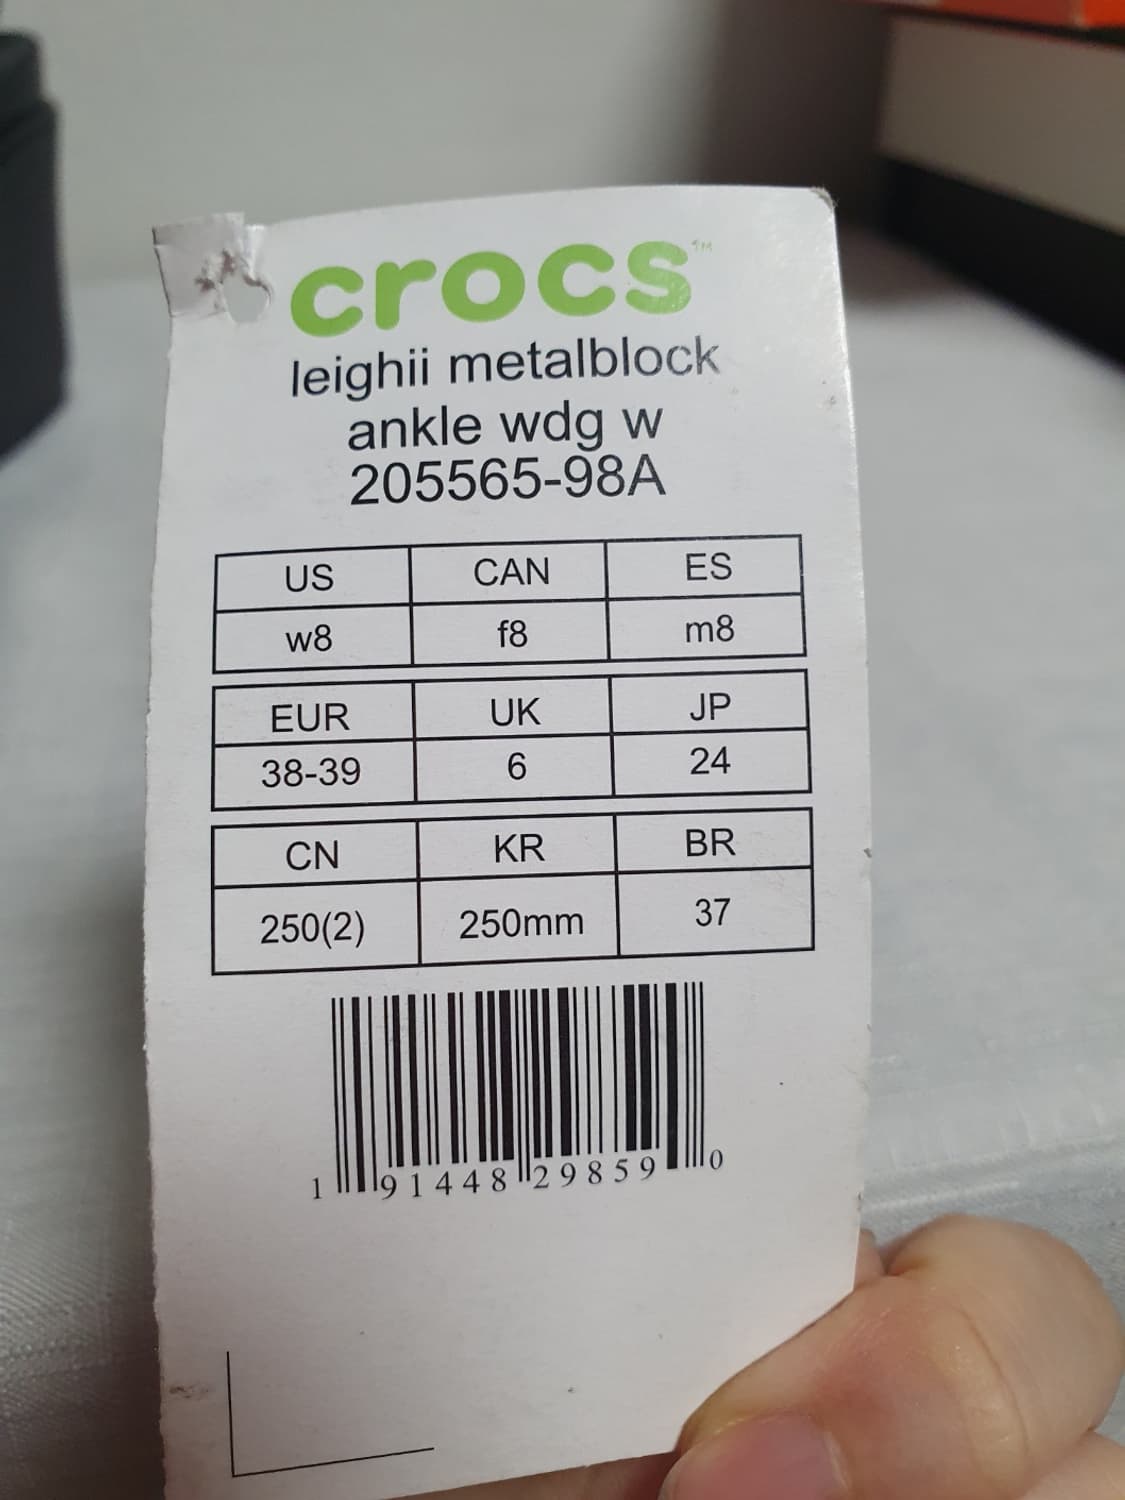 crocs™
leighii metalblock
ankle wdg w
205565-98A
US CAN ES
w8 f8 m8
EUR UK JP
38-39 6 24
CN KR BR
250(2) 250mm 37
1 91448 29859 0